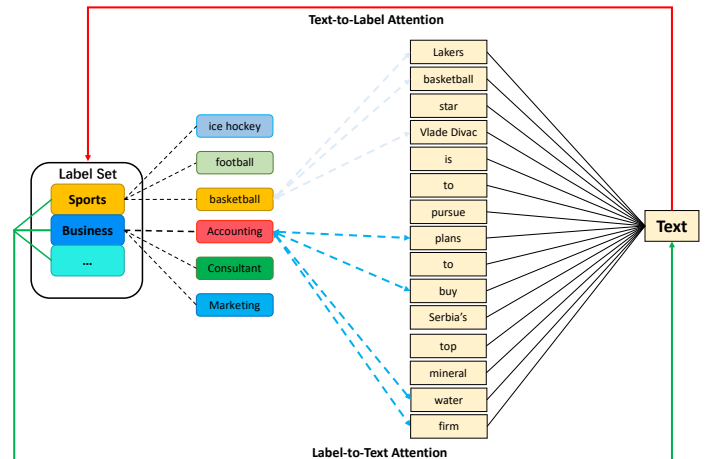 Text-to-Label Attention
Label Set
Sports
Business
...
ice hockey
football
basketball
Accounting
Consultant
Marketing
Lakers
basketball
star
Vlade Divac
is
to
pursue
plans
to
buy
Serbia's
top
mineral
water
firm
Text
Label-to-Text Attention